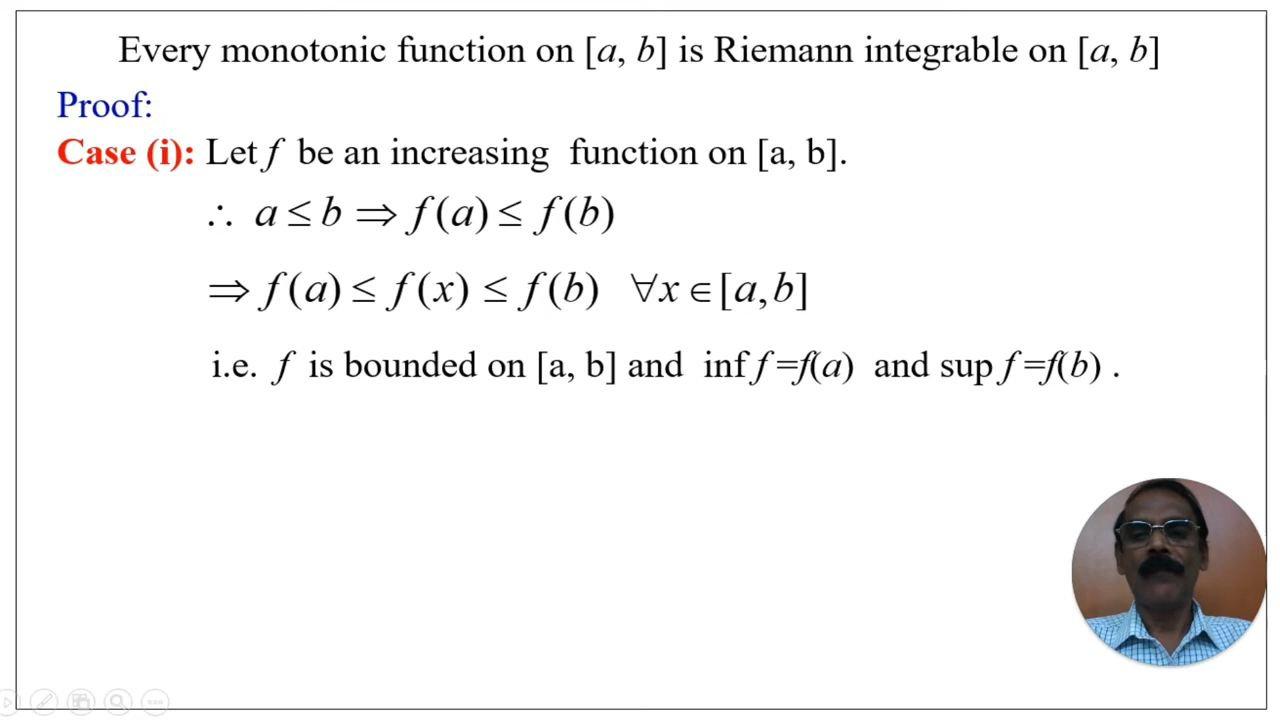 Every monotonic function on [a, b] is Riemann integrable on [a, b]
Proof:
Case (i): Let f be an increasing function on [a, b].
∴ a ≤ b ⇒ f(a) ≤ f(b)
⇒ f(a) ≤ f(x) ≤ f(b) ∀x ∈ [a, b]
i.e. f is bounded on [a, b] and inf f =f(a) and sup f =f(b) .